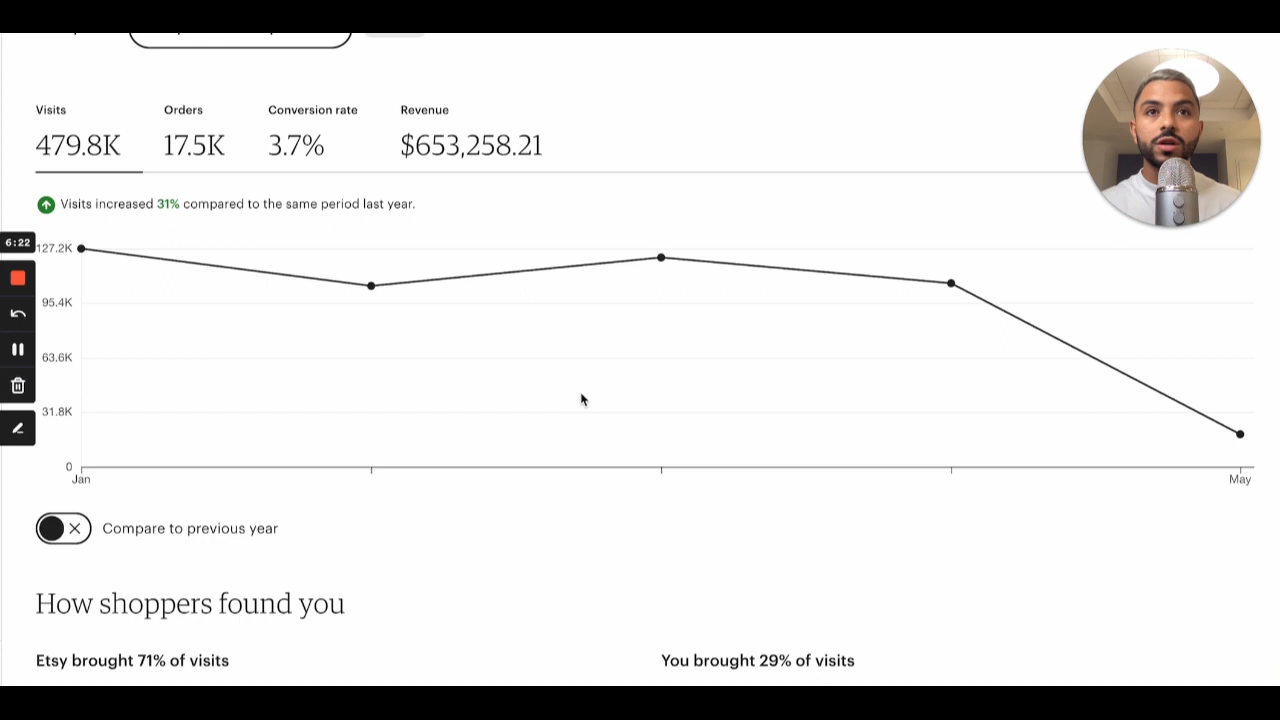 Visits
479.8K
Orders
17.5K
Conversion rate
3.7%
Revenue
$653,258.21
Visits increased 31% compared to the same period last year.
6:22
127.2K
95.4K
63.6K
31.8K
0
Jan
May
Compare to previous year
How shoppers found you
Etsy brought 71% of visits
You brought 29% of visits